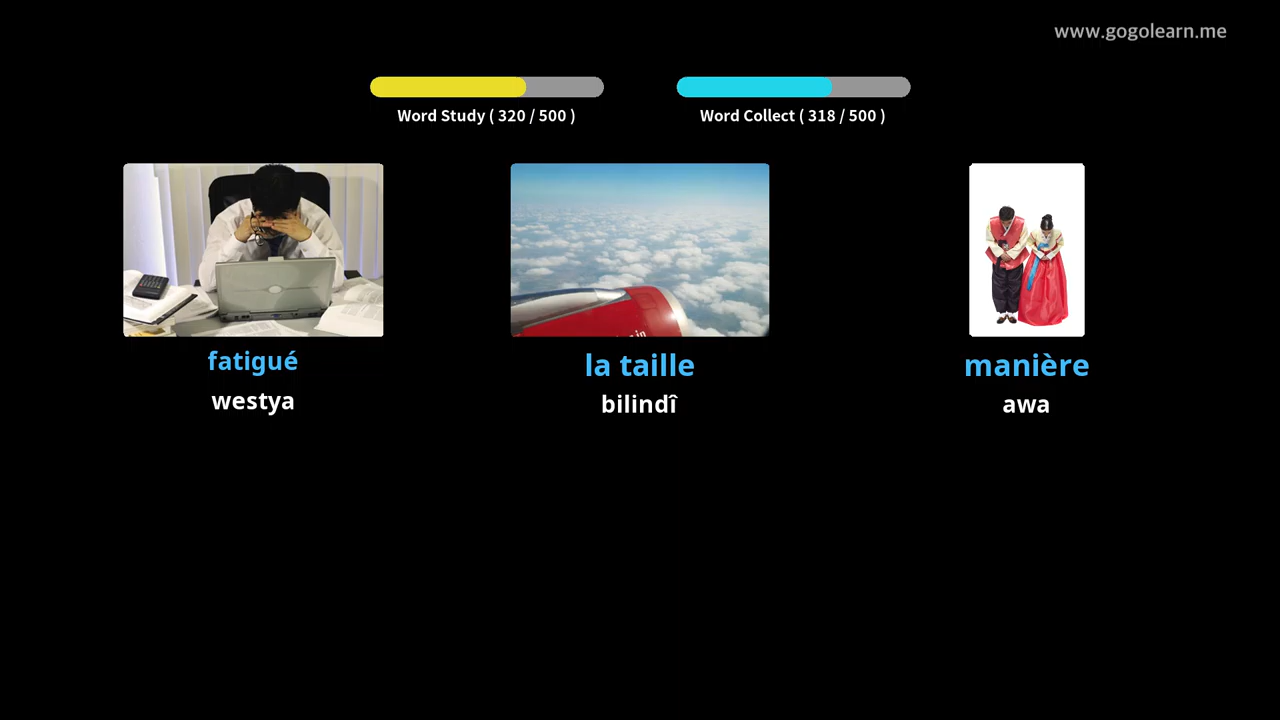 www.gogolearn.me
Word Study ( 320 / 500 )
Word Collect ( 318 / 500 )
fatigué
la taille
manière
westya
bilindî
awa